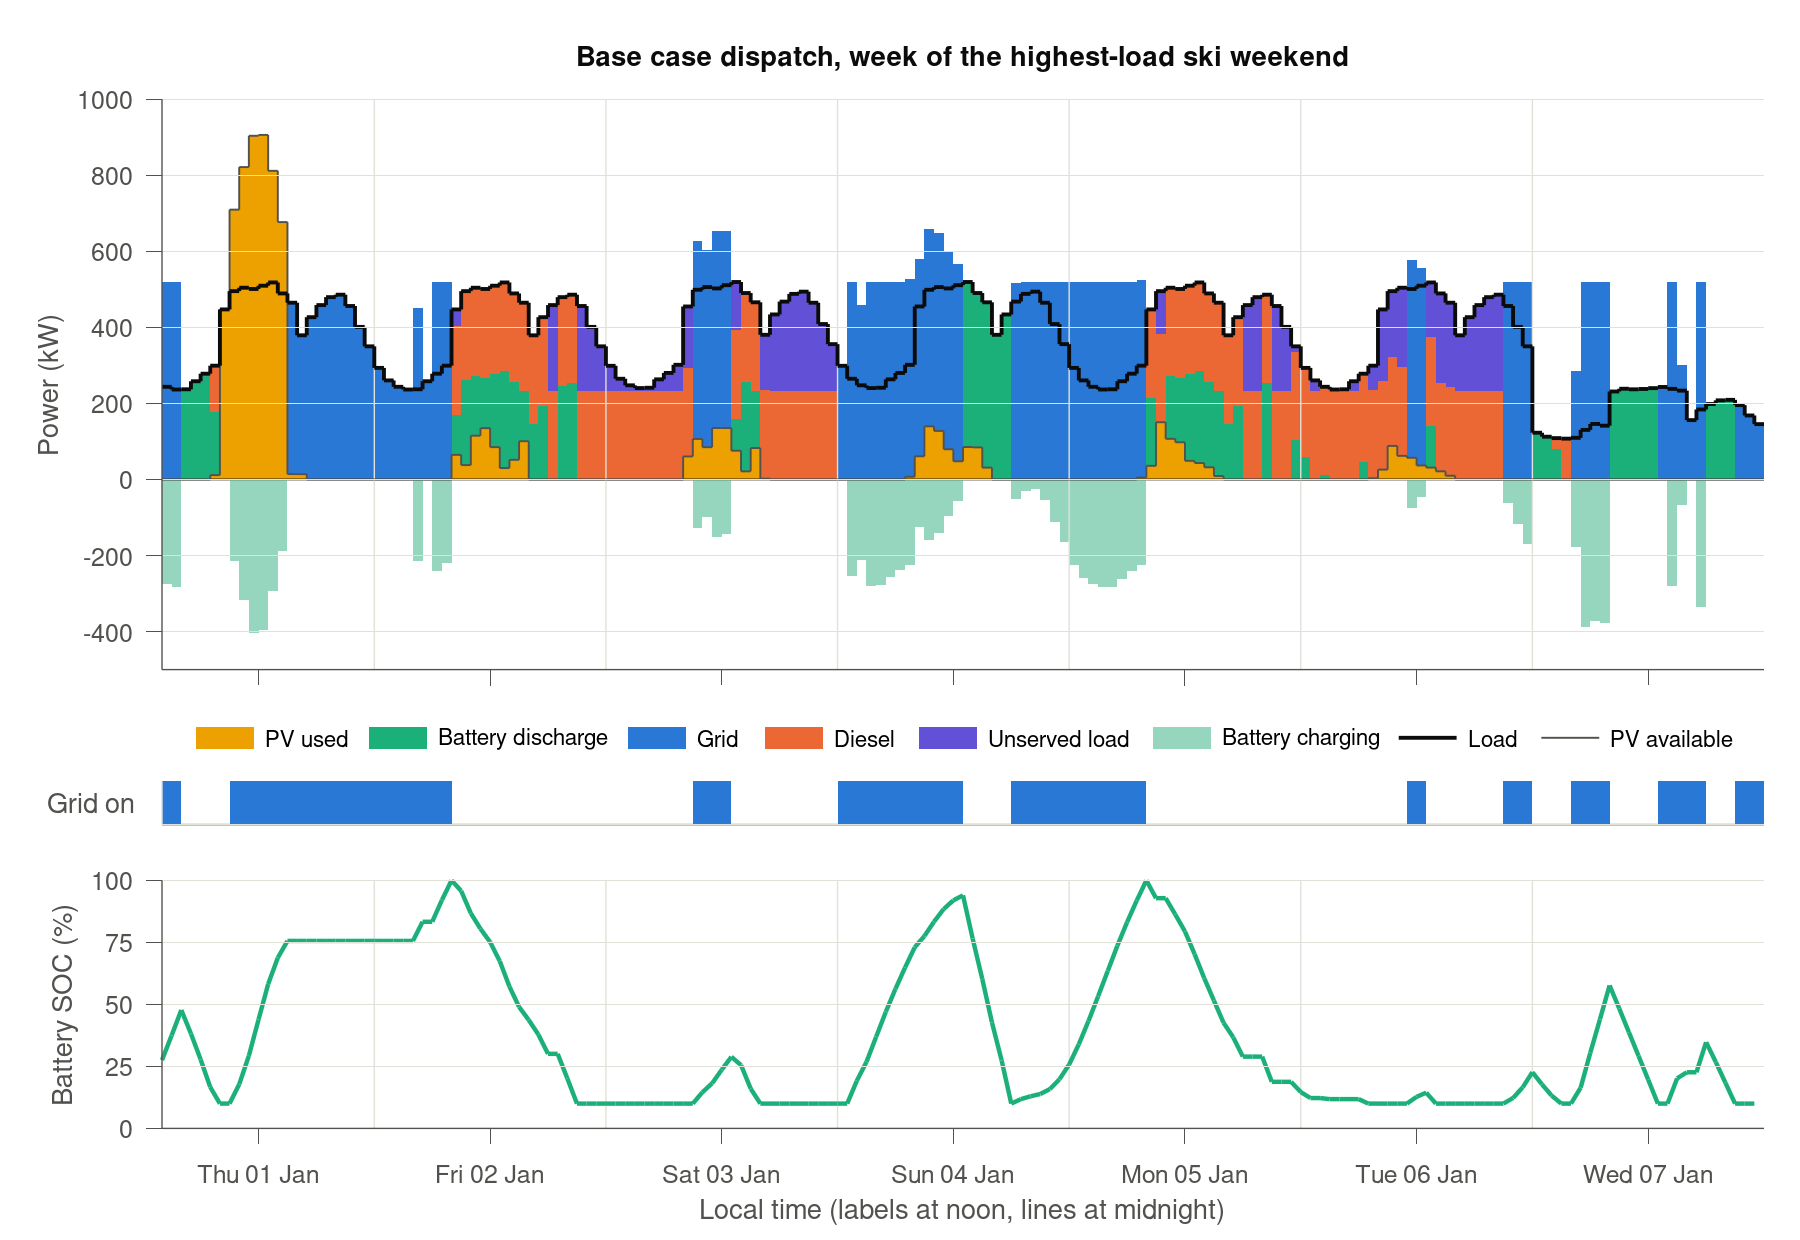 Base case dispatch, week of the highest-load ski weekend
Power (kW)
1000
800
600
400
200
0
-200
-400
PV used
Battery discharge
Grid
Diesel
Unserved load
Battery charging
Load
PV available
Grid on
Battery SOC (%)
100
75
50
25
0
Thu 01 Jan
Fri 02 Jan
Sat 03 Jan
Sun 04 Jan
Mon 05 Jan
Tue 06 Jan
Wed 07 Jan
Local time (labels at noon, lines at midnight)